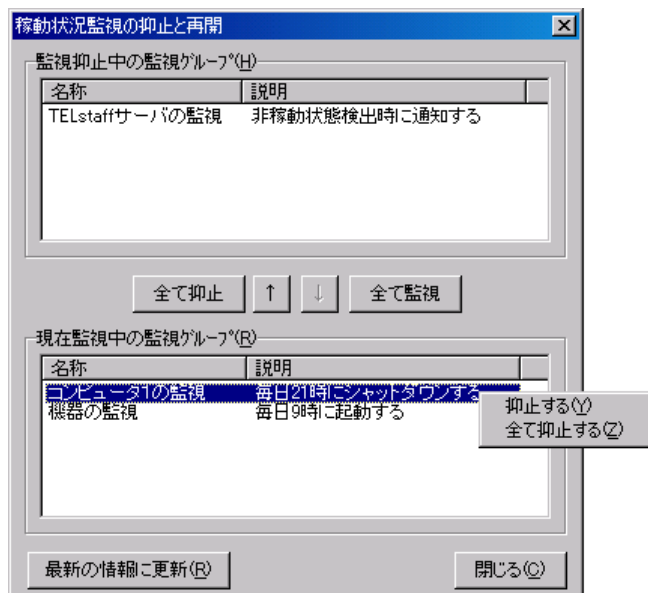 稼動状況監視の抑止と再開
監視抑止中の監視ｸﾞﾙｰﾌﾟ(H)
名称 説明
TELstaffサーバの監視 非稼動状態検出時に通知する
全て抑止 ↑ ↓ 全て監視
現在監視中の監視ｸﾞﾙｰﾌﾟ(R)
名称 説明
コンピュータ1の監視 毎日21時にシャットダウンする
機器の監視 毎日9時に起動する
抑止する(Y)
全て抑止する(Z)
最新の情報に更新(R) 閉じる(C)